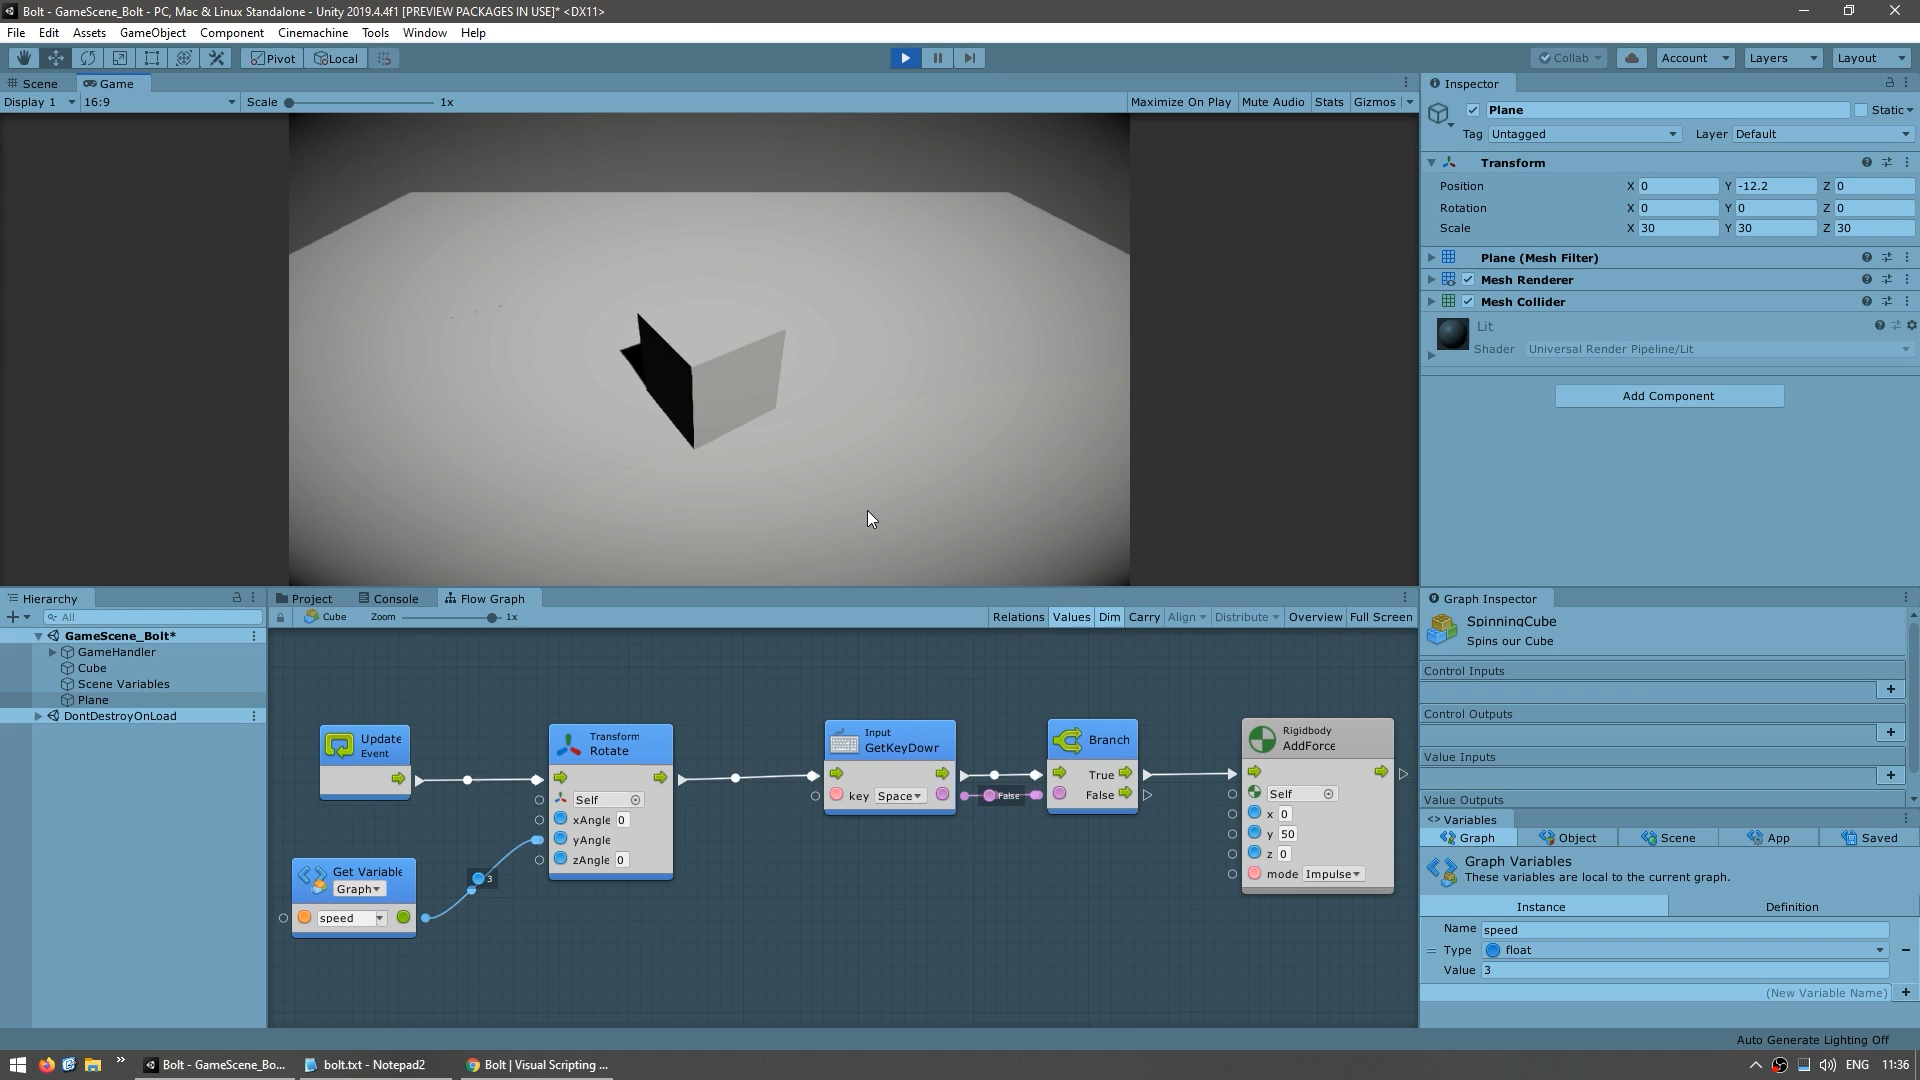 Bolt - GameScene_Bolt - PC, Mac & Linux Standalone - Unity 2019.4.4f1 [PREVIEW PACKAGES IN USE]* <DX11>
File Edit Assets GameObject Component Cinemachine Tools Window Help
Pivot Local Collab Account Layers Layout
Scene Game
Display 1 16:9 Scale 1x Maximize On Play Mute Audio Stats Gizmos
Inspector
Plane Static
Tag Untagged Layer Default
Transform
Position X 0 Y -12.2 Z 0
Rotation X 0 Y 0 Z 0
Scale X 30 Y 30 Z 30
Plane (Mesh Filter)
Mesh Renderer
Mesh Collider
Lit
Shader Universal Render Pipeline/Lit
Add Component
Hierarchy
All
GameScene_Bolt*
GameHandler
Cube
Scene Variables
Plane
DontDestroyOnLoad
Project Console Flow Graph
Cube Zoom 1x Relations Values Dim Carry Align Distribute Overview Full Screen
Update
Event
Get Variable
Graph
speed
3
Transform
Rotate
Self
xAngle 0
yAngle
zAngle 0
Input
GetKeyDowr
key Space
False
Branch
True
False
Rigidbody
AddForce
Self
x 0
y 50
z 0
mode Impulse
Graph Inspector
SpinningCube
Spins our Cube
Control Inputs
Control Outputs
Value Inputs
Value Outputs
<> Variables
Graph Object Scene App Saved
Graph Variables
These variables are local to the current graph.
Instance Definition
Name speed
Type float
Value 3
(New Variable Name)
Auto Generate Lighting Off
Bolt - GameScene_Bo... bolt.txt - Notepad2 Bolt | Visual Scripting ... ENG 11:36